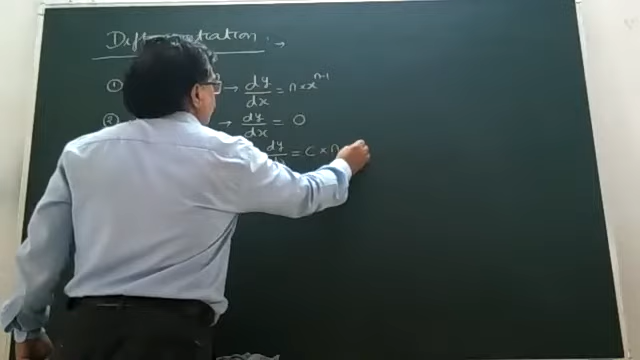 Differentiation. →
① → dy/dx = n × x^(n-1)
② → dy/dx = 0
dy/dx = C × n